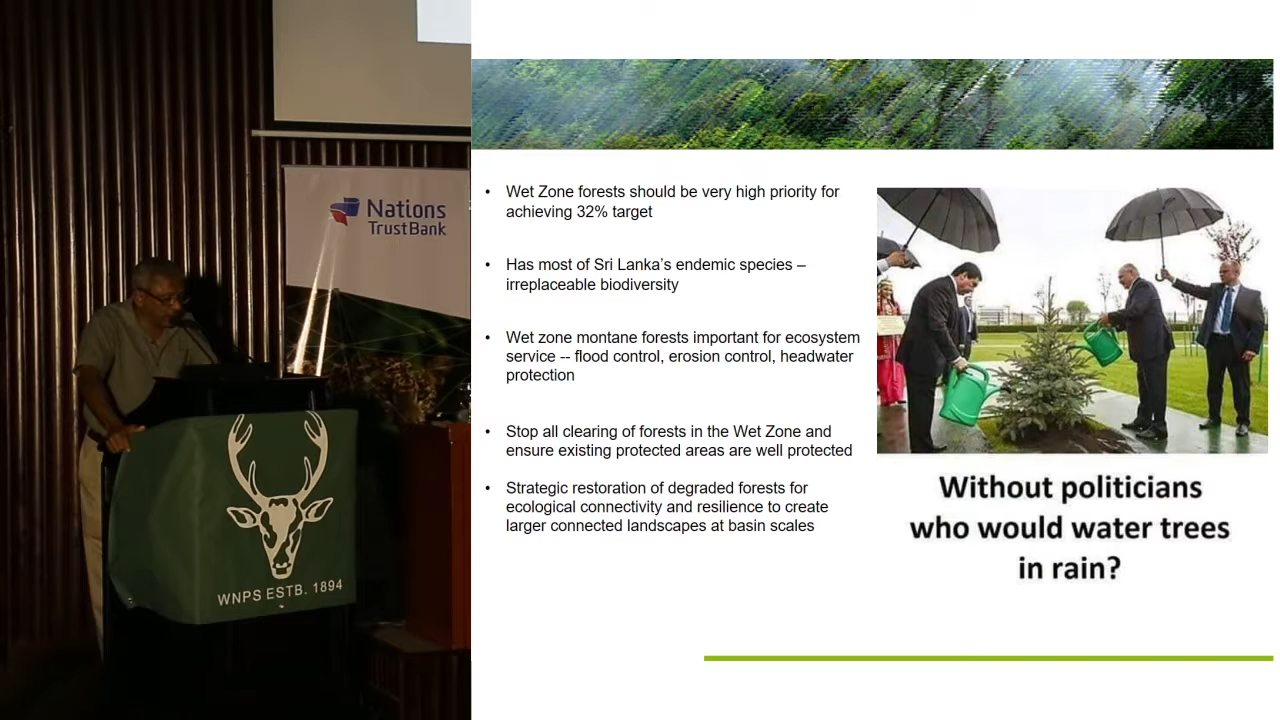 Nations
TrustBank
WNPS ESTB. 1894
• Wet Zone forests should be very high priority for
achieving 32% target
• Has most of Sri Lanka’s endemic species –
irreplaceable biodiversity
• Wet zone montane forests important for ecosystem
service -- flood control, erosion control, headwater
protection
• Stop all clearing of forests in the Wet Zone and
ensure existing protected areas are well protected
• Strategic restoration of degraded forests for
ecological connectivity and resilience to create
larger connected landscapes at basin scales
Without politicians
who would water trees
in rain?